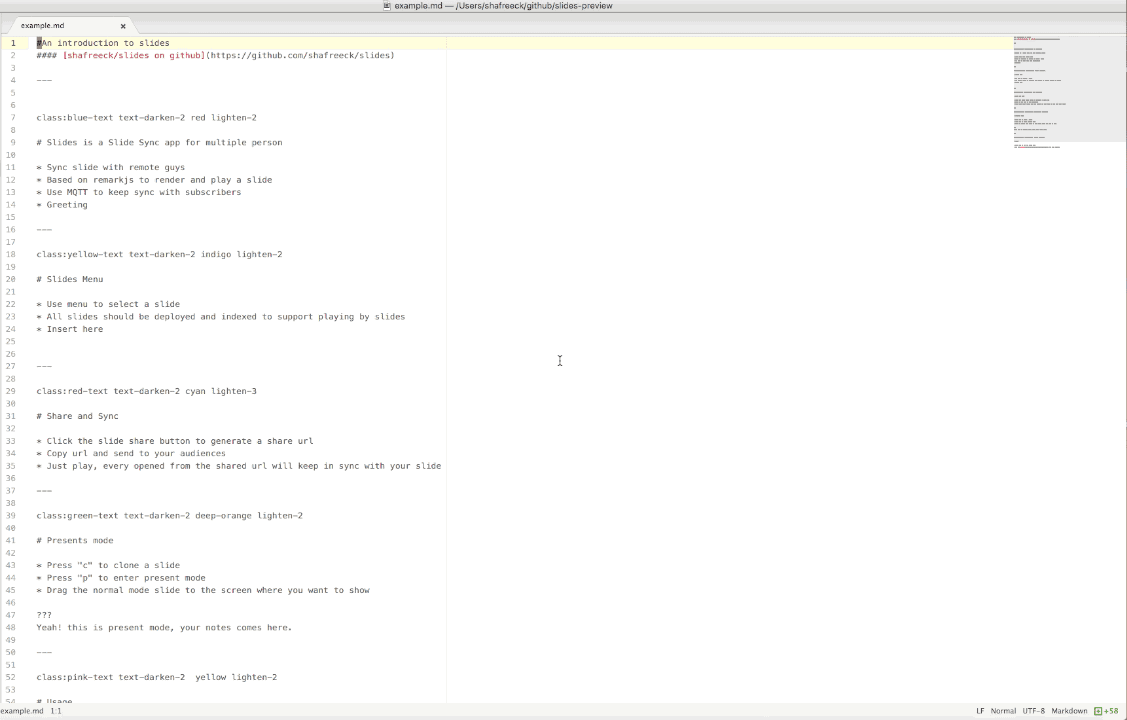 example.md — /Users/shafreeck/github/slides-preview
example.md ×
1 #An introduction to slides
2 #### [shafreeck/slides on github](https://github.com/shafreeck/slides)
3
4 ---
5
6
7 class:blue-text text-darken-2 red lighten-2
8
9 # Slides is a Slide Sync app for multiple person
10
11 * Sync slide with remote guys
12 * Based on remarkjs to render and play a slide
13 * Use MQTT to keep sync with subscribers
14 * Greeting
15
16 ---
17
18 class:yellow-text text-darken-2 indigo lighten-2
19
20 # Slides Menu
21
22 * Use menu to select a slide
23 * All slides should be deployed and indexed to support playing by slides
24 * Insert here
25
26
27 ---
28
29 class:red-text text-darken-2 cyan lighten-3
30
31 # Share and Sync
32
33 * Click the slide share button to generate a share url
34 * Copy url and send to your audiences
35 * Just play, every opened from the shared url will keep in sync with your slide
36
37 ---
38
39 class:green-text text-darken-2 deep-orange lighten-2
40
41 # Presents mode
42
43 * Press "c" to clone a slide
44 * Press "p" to enter present mode
45 * Drag the normal mode slide to the screen where you want to show
46
47 ???
48 Yeah! this is present mode, your notes comes here.
49
50 ---
51
52 class:pink-text text-darken-2  yellow lighten-2
53
54 # Usage
example.md 1:1 LF Normal UTF-8 Markdown +58